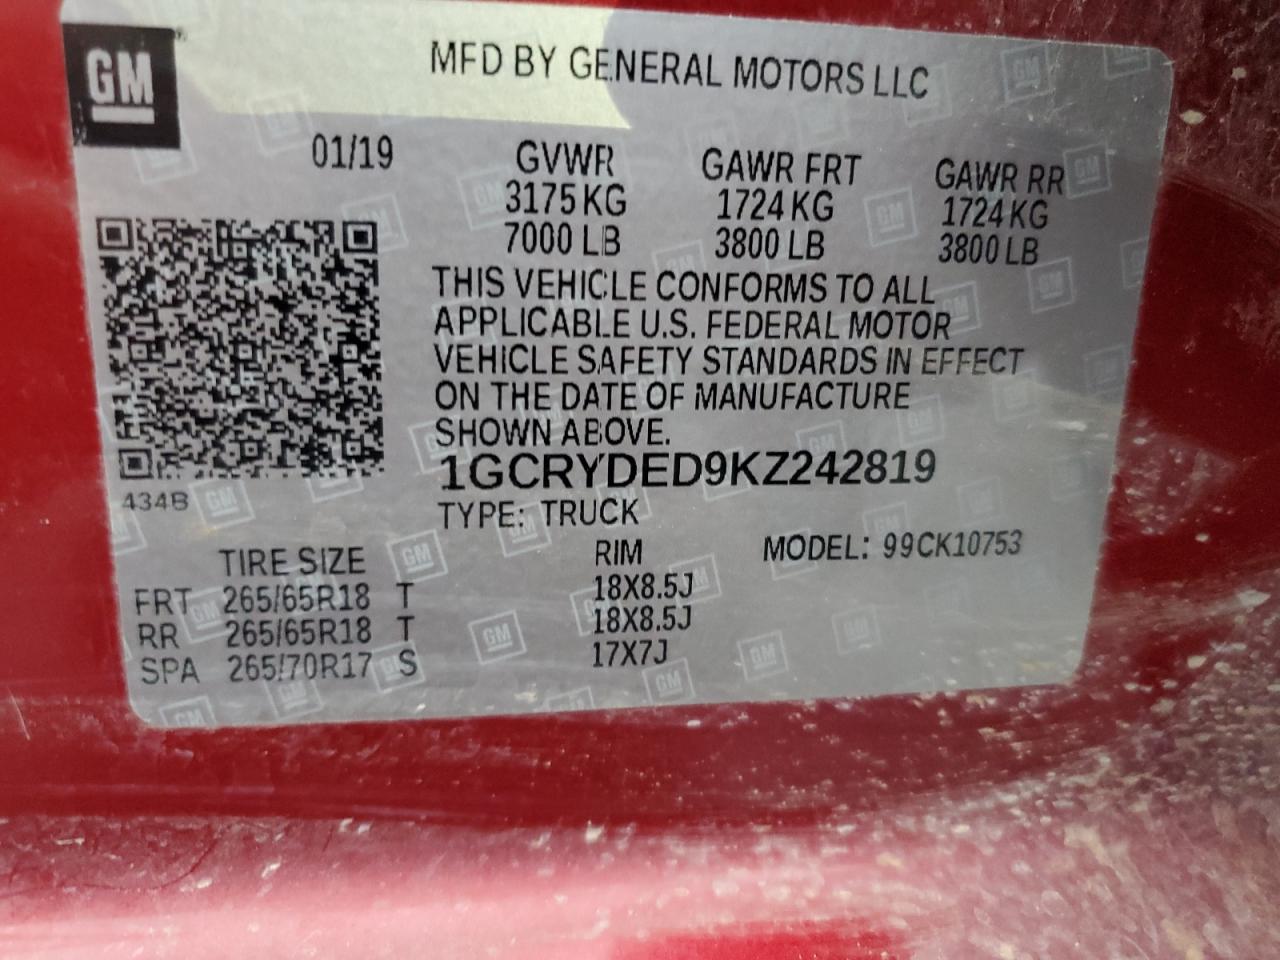 GM
MFD BY GENERAL MOTORS LLC
01/19 GVWR GAWR FRT GAWR RR
3175 KG 1724 KG 1724 KG
7000 LB 3800 LB 3800 LB
THIS VEHICLE CONFORMS TO ALL
APPLICABLE U.S. FEDERAL MOTOR
VEHICLE SAFETY STANDARDS IN EFFECT
ON THE DATE OF MANUFACTURE
SHOWN ABOVE.
1GCRYDED9KZ242819
434B
TYPE: TRUCK
TIRE SIZE RIM MODEL: 99CK10753
FRT 265/65R18 T 18X8.5J
RR 265/65R18 T 18X8.5J
SPA 265/70R17 S 17X7J